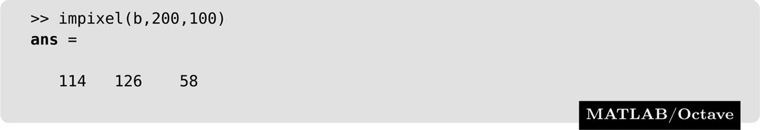 >> impixel(b,200,100)
ans =
114 126 58
MATLAB/Octave